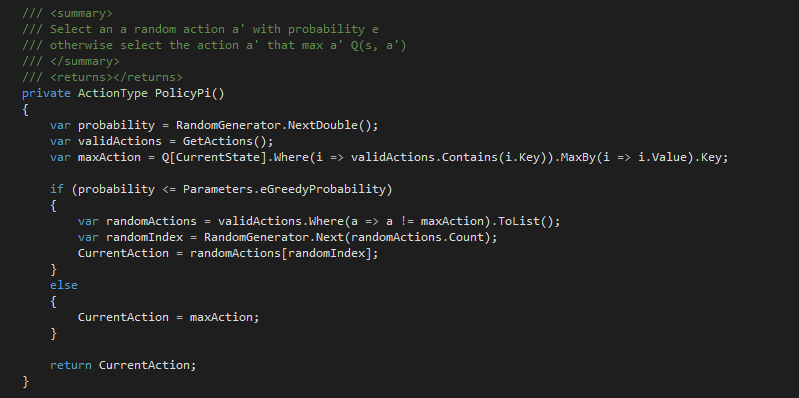 /// <summary>
/// Select an a random action a' with probability e
/// otherwise select the action a' that max a' Q(s, a')
/// </summary>
/// <returns></returns>
private ActionType PolicyPi()
{
    var probability = RandomGenerator.NextDouble();
    var validActions = GetActions();
    var maxAction = Q[CurrentState].Where(i => validActions.Contains(i.Key)).MaxBy(i => i.Value).Key;

    if (probability <= Parameters.eGreedyProbability)
    {
        var randomActions = validActions.Where(a => a != maxAction).ToList();
        var randomIndex = RandomGenerator.Next(randomActions.Count);
        CurrentAction = randomActions[randomIndex];
    }
    else
    {
        CurrentAction = maxAction;
    }

    return CurrentAction;
}